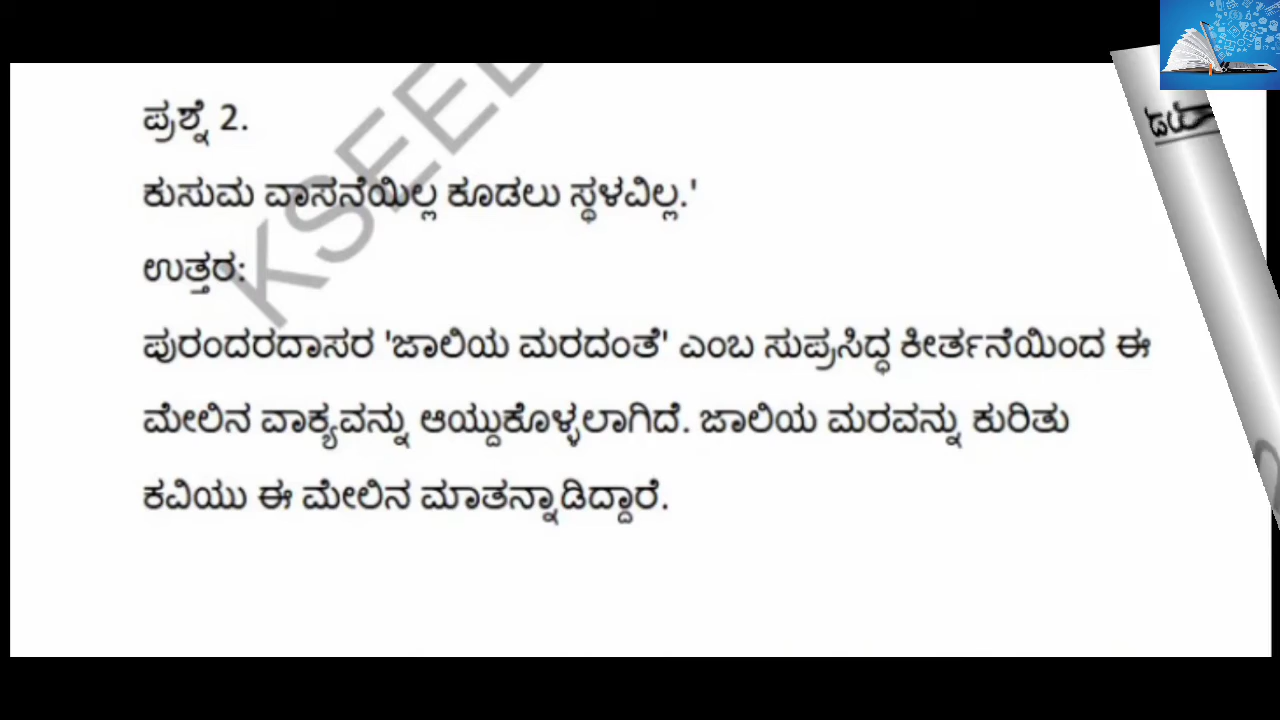 ಪ್ರಶ್ನೆ 2.
ಕುಸುಮ ವಾಸನೆಯಿಲ್ಲ ಕೂಡಲು ಸ್ಥಳವಿಲ್ಲ.'
ಉತ್ತರ:
ಪುರಂದರದಾಸರ 'ಜಾಲಿಯ ಮರದಂತೆ' ಎಂಬ ಸುಪ್ರಸಿದ್ಧ ಕೀರ್ತನೆಯಿಂದ ಈ
ಮೇಲಿನ ವಾಕ್ಯವನ್ನು ಆಯ್ದುಕೊಳ್ಳಲಾಗಿದೆ. ಜಾಲಿಯ ಮರವನ್ನು ಕುರಿತು
ಕವಿಯು ಈ ಮೇಲಿನ ಮಾತನ್ನಾಡಿದ್ದಾರೆ.